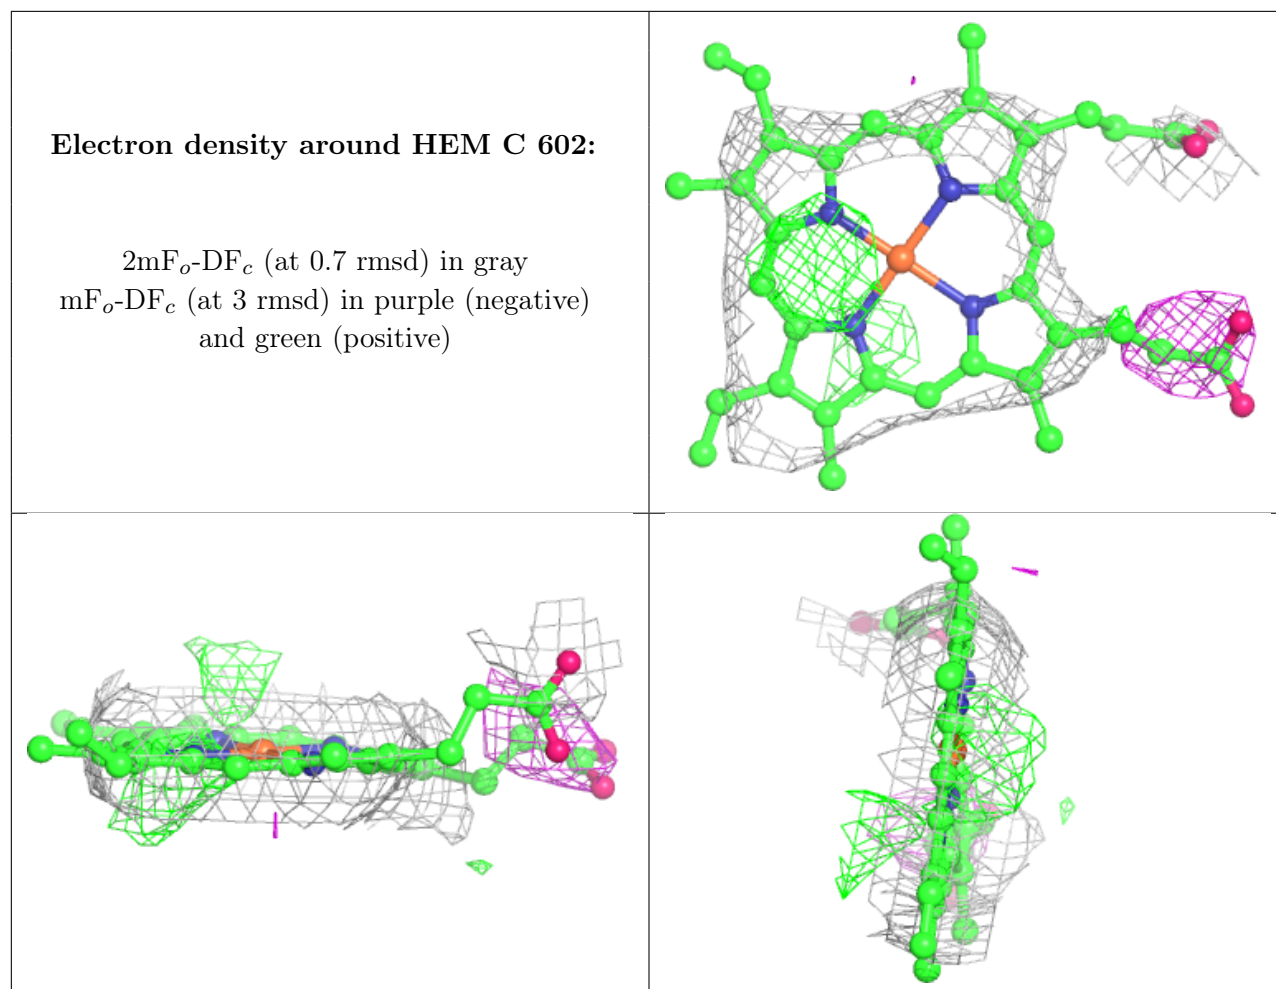 Electron density around HEM C 602:
2mFo-DFc (at 0.7 rmsd) in gray
mFo-DFc (at 3 rmsd) in purple (negative)
and green (positive)